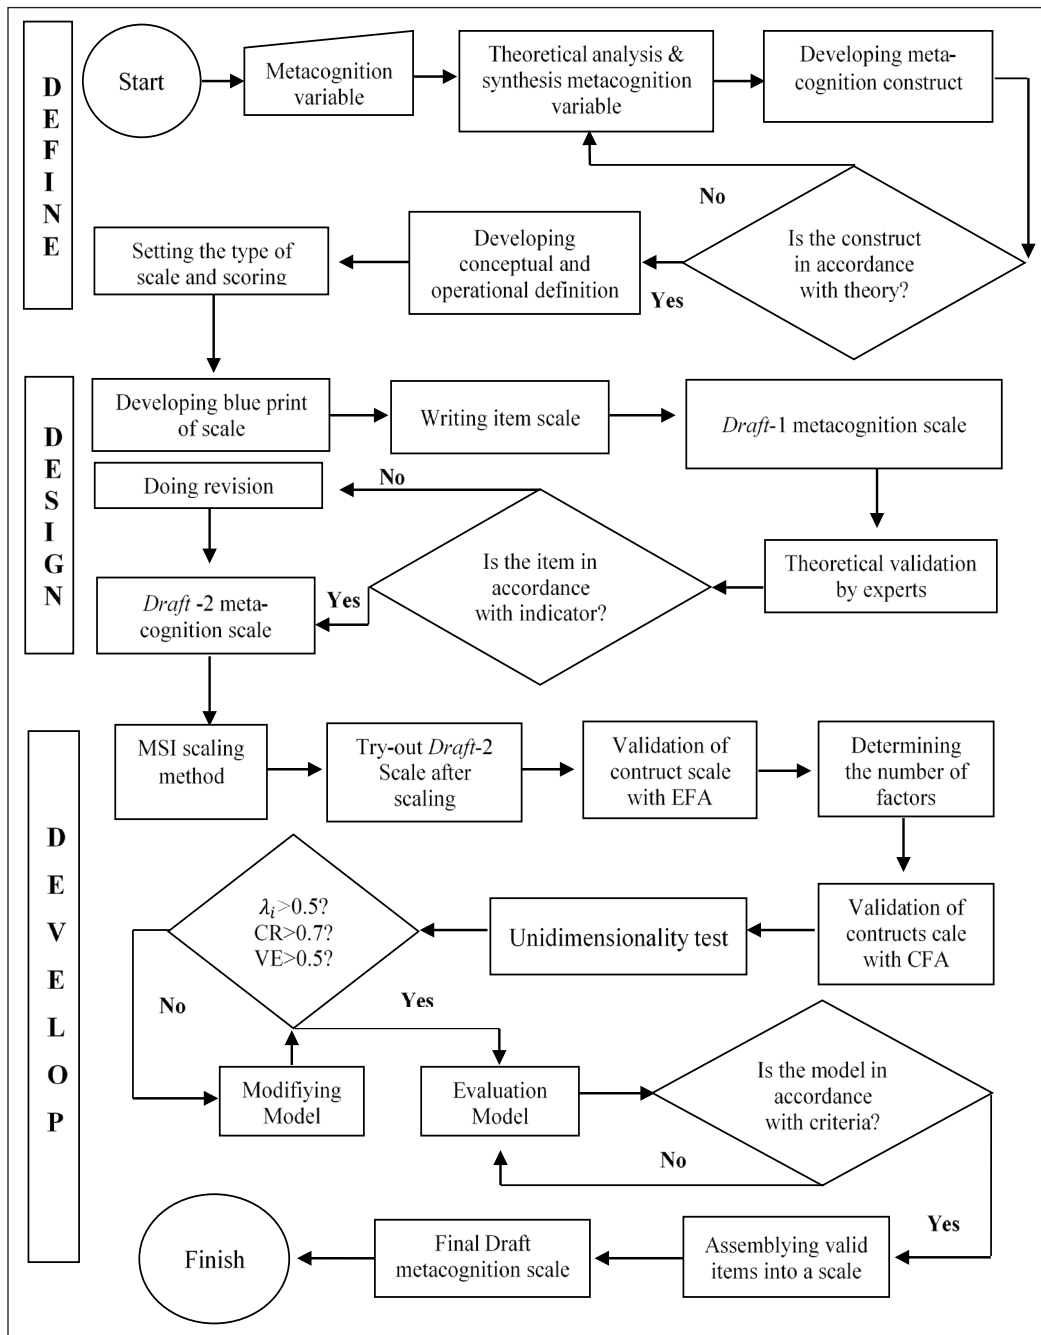 DEFINE
Start
Metacognition
variable
Theoretical analysis &
synthesis metacognition
variable
Developing meta-
cognition construct
No
Is the construct
in accordance
with theory?
Yes
Developing
conceptual and
operational definition
Setting the type of
scale and scoring
DESIGN
Developing blue print
of scale
Writing item scale
Draft-1 metacognition scale
Doing revision
No
Is the item in
accordance
with indicator?
Theoretical validation
by experts
Yes
Draft -2 meta-
cognition scale
DEVELOP
MSI scaling
method
Try-out Draft-2
Scale after
scaling
Validation of
contruct scale
with EFA
Determining
the number of
factors
λi>0.5?
CR>0.7?
VE>0.5?
Unidimensionality test
Validation of
contructs cale
with CFA
No
Yes
Modifiying
Model
Evaluation
Model
Is the model in
accordance
with criteria?
No
Yes
Finish
Final Draft
metacognition scale
Assemblying valid
items into a scale